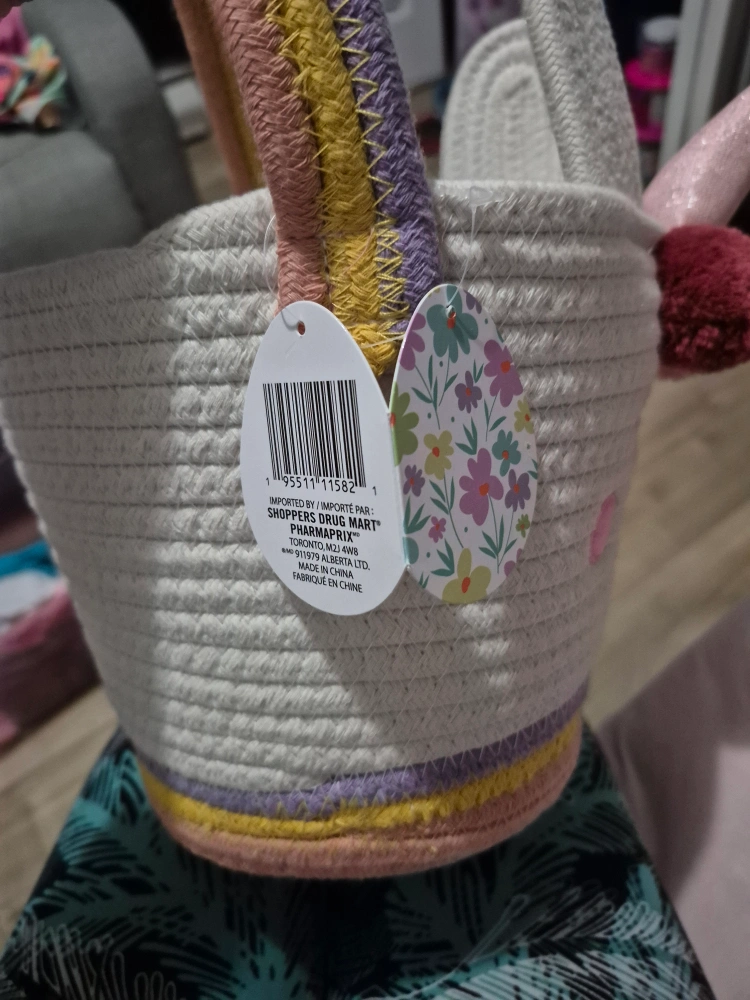 1 95511 11582 1
IMPORTED BY / IMPORTÉ PAR :
SHOPPERS DRUG MART®
PHARMAPRIX ᴹᴰ
TORONTO, M2J 4W8
®/MD 911979 ALBERTA LTD.
MADE IN CHINA
FABRIQUÉ EN CHINE